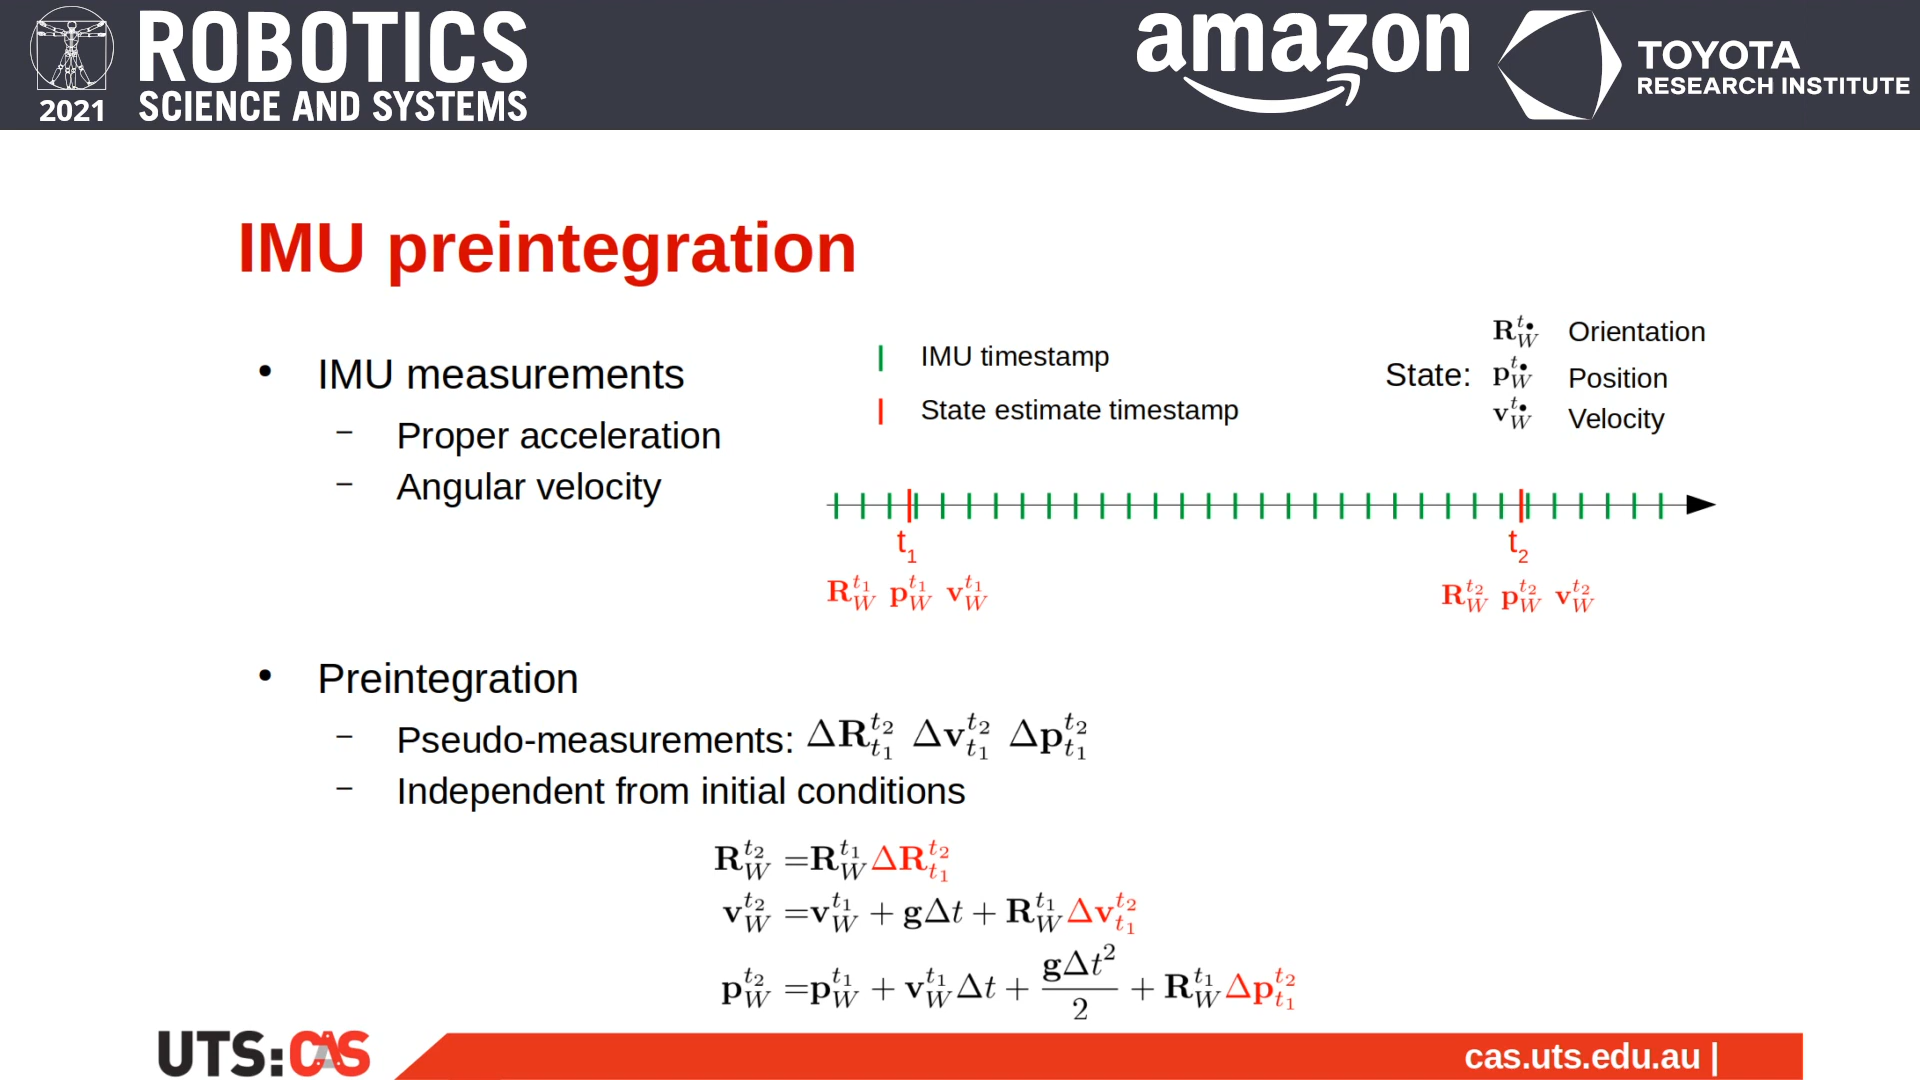 ROBOTICS
SCIENCE AND SYSTEMS
2021
amazon
TOYOTA
RESEARCH INSTITUTE
IMU preintegration
• IMU measurements
– Proper acceleration
– Angular velocity
IMU timestamp
State estimate timestamp
State:
R_W^{t•} Orientation
p_W^{t•} Position
v_W^{t•} Velocity
t_1
R_W^{t_1} p_W^{t_1} v_W^{t_1}
t_2
R_W^{t_2} p_W^{t_2} v_W^{t_2}
• Preintegration
– Pseudo-measurements: ΔR_{t_1}^{t_2} Δv_{t_1}^{t_2} Δp_{t_1}^{t_2}
– Independent from initial conditions
R_W^{t_2} =R_W^{t_1}ΔR_{t_1}^{t_2}
v_W^{t_2} =v_W^{t_1} + gΔt + R_W^{t_1}Δv_{t_1}^{t_2}
p_W^{t_2} =p_W^{t_1} + v_W^{t_1}Δt + \frac{gΔt^2}{2} + R_W^{t_1}Δp_{t_1}^{t_2}
UTS:CAS
cas.uts.edu.au |